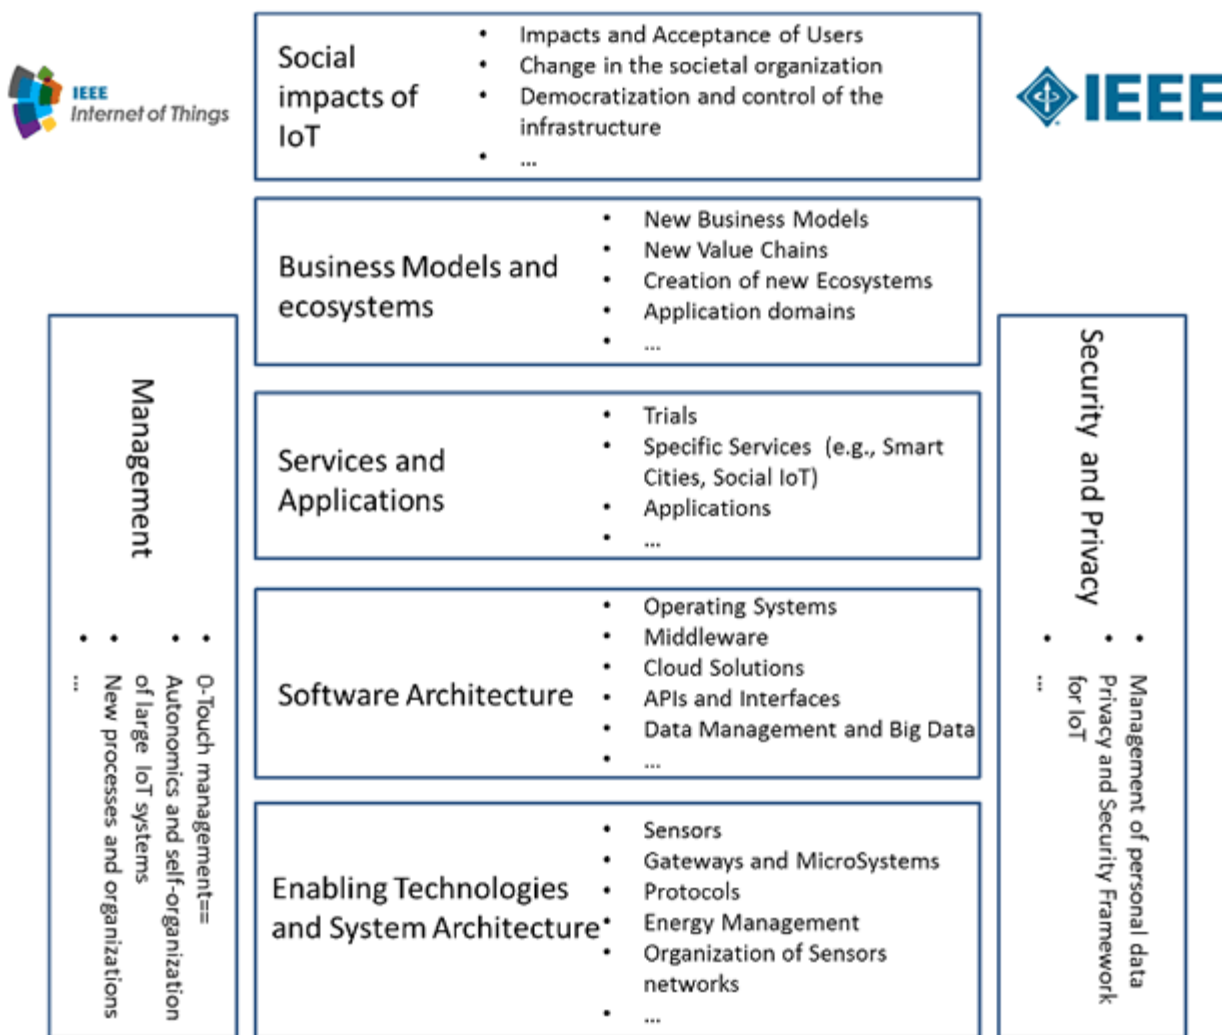 IEEE
Internet of Things
IEEE
Social
impacts of
IoT
• Impacts and Acceptance of Users
• Change in the societal organization
• Democratization and control of the
infrastructure
• ...
Business Models and
ecosystems
• New Business Models
• New Value Chains
• Creation of new Ecosystems
• Application domains
• ...
Services and
Applications
• Trials
• Specific Services (e.g., Smart
Cities, Social IoT)
• Applications
• ...
Software Architecture
• Operating Systems
• Middleware
• Cloud Solutions
• APIs and Interfaces
• Data Management and Big Data
• ...
Enabling Technologies
and System Architecture
• Sensors
• Gateways and MicroSystems
• Protocols
• Energy Management
• Organization of Sensors
networks
• ...
Management
• 0-Touch management==
• Autonomics and self-organization
of large IoT systems
• New processes and organizations
• ...
Security and Privacy
• Management of personal data
• Privacy and Security Framework
for IoT
• ...